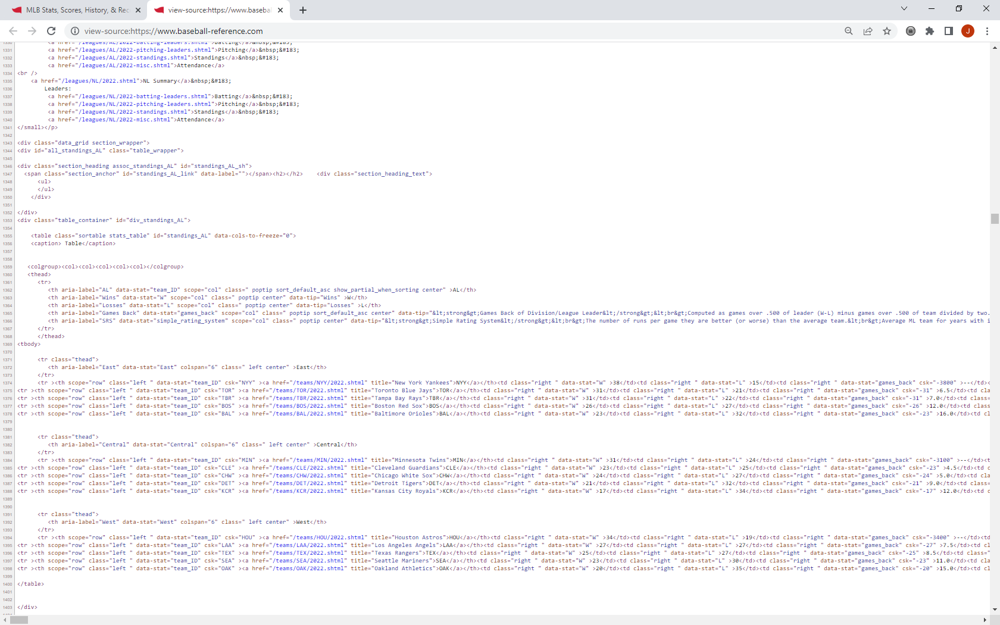 MLB Stats, Scores, History, & Rec
view-source:https://www.baseba
view-source:https://www.baseball-reference.com
J
1330 <a href="/leagues/AL/2022-batting-leaders.shtml">Batting</a>&nbsp;&#183;
1331 <a href="/leagues/AL/2022-pitching-leaders.shtml">Pitching</a>&nbsp;&#183;
1332 <a href="/leagues/AL/2022-standings.shtml">Standings</a>&nbsp;&#183;
1333 <a href="/leagues/AL/2022-misc.shtml">Attendance</a>
1334 <br />
1335 <a href="/leagues/NL/2022.shtml">NL Summary</a>&nbsp;&#183;
1336 Leaders:
1337 <a href="/leagues/NL/2022-batting-leaders.shtml">Batting</a>&nbsp;&#183;
1338 <a href="/leagues/NL/2022-pitching-leaders.shtml">Pitching</a>&nbsp;&#183;
1339 <a href="/leagues/NL/2022-standings.shtml">Standings</a>&nbsp;&#183;
1340 <a href="/leagues/NL/2022-misc.shtml">Attendance</a>
1341 </small></p>
1342
1343 <div class="data_grid section_wrapper">
1344 <div id="all_standings_AL" class="table_wrapper">
1345
1346 <div class="section_heading assoc_standings_AL" id="standings_AL_sh">
1347 <span class="section_anchor" id="standings_AL_link" data-label=""></span><h2></h2> <div class="section_heading_text">
1348 <ul>
1349 </ul>
1350 </div>
1351
1352 </div>
1353 <div class="table_container" id="div_standings_AL">
1354
1355 <table class="sortable stats_table" id="standings_AL" data-cols-to-freeze="0">
1356 <caption> Table</caption>
1357
1358
1359 <colgroup><col><col><col><col><col></colgroup>
1360 <thead>
1361 <tr>
1362 <th aria-label="AL" data-stat="team_ID" scope="col" class=" poptip sort_default_asc show_partial_when_sorting center" >AL</th>
1363 <th aria-label="Wins" data-stat="W" scope="col" class=" poptip center" data-tip="Wins" >W</th>
1364 <th aria-label="Losses" data-stat="L" scope="col" class=" poptip center" data-tip="Losses" >L</th>
1365 <th aria-label="Games Back" data-stat="games_back" scope="col" class=" poptip sort_default_asc center" data-tip="&lt;strong&gt;Games Back of Division/League Leader&lt;/strong&gt;&lt;br&gt;Computed as games over .500 of leader (W-L) minus games over .500 of team divided by two.
1366 <th aria-label="SRS" data-stat="simple_rating_system" scope="col" class=" poptip center" data-tip="&lt;strong&gt;Simple Rating System&lt;/strong&gt;&lt;br&gt;The number of runs per game they are better (or worse) than the average team.&lt;br&gt;Average ML team for years with i
1367 </tr>
1368 </thead>
1369 <tbody>
1370
1371 <tr class="thead">
1372 <th aria-label="East" data-stat="East" colspan="6" class=" left center" >East</th>
1373 </tr>
1374 <tr ><th scope="row" class="left " data-stat="team_ID" csk="NYY" ><a href="/teams/NYY/2022.shtml" title="New York Yankees">NYY</a></th><td class="right " data-stat="W" >38</td><td class="right " data-stat="L" >15</td><td class="right " data-stat="games_back" csk="-3800" >--</td><
1375 <tr ><th scope="row" class="left " data-stat="team_ID" csk="TOR" ><a href="/teams/TOR/2022.shtml" title="Toronto Blue Jays">TOR</a></th><td class="right " data-stat="W" >31</td><td class="right " data-stat="L" >21</td><td class="right " data-stat="games_back" csk="-31" >6.5</td><td cla
1376 <tr ><th scope="row" class="left " data-stat="team_ID" csk="TBR" ><a href="/teams/TBR/2022.shtml" title="Tampa Bay Rays">TBR</a></th><td class="right " data-stat="W" >31</td><td class="right " data-stat="L" >22</td><td class="right " data-stat="games_back" csk="-31" >7.0</td><td class=
1377 <tr ><th scope="row" class="left " data-stat="team_ID" csk="BOS" ><a href="/teams/BOS/2022.shtml" title="Boston Red Sox">BOS</a></th><td class="right " data-stat="W" >26</td><td class="right " data-stat="L" >27</td><td class="right " data-stat="games_back" csk="-26" >12.0</td><td class
1378 <tr ><th scope="row" class="left " data-stat="team_ID" csk="BAL" ><a href="/teams/BAL/2022.shtml" title="Baltimore Orioles">BAL</a></th><td class="right " data-stat="W" >23</td><td class="right " data-stat="L" >32</td><td class="right " data-stat="games_back" csk="-23" >16.0</td><td cl
1379
1380
1381 <tr class="thead">
1382 <th aria-label="Central" data-stat="Central" colspan="6" class=" left center" >Central</th>
1383 </tr>
1384 <tr ><th scope="row" class="left " data-stat="team_ID" csk="MIN" ><a href="/teams/MIN/2022.shtml" title="Minnesota Twins">MIN</a></th><td class="right " data-stat="W" >31</td><td class="right " data-stat="L" >24</td><td class="right " data-stat="games_back" csk="-3100" >--</td><t
1385 <tr ><th scope="row" class="left " data-stat="team_ID" csk="CLE" ><a href="/teams/CLE/2022.shtml" title="Cleveland Guardians">CLE</a></th><td class="right " data-stat="W" >23</td><td class="right " data-stat="L" >25</td><td class="right " data-stat="games_back" csk="-23" >4.5</td><td c
1386 <tr ><th scope="row" class="left " data-stat="team_ID" csk="CHW" ><a href="/teams/CHW/2022.shtml" title="Chicago White Sox">CHW</a></th><td class="right " data-stat="W" >24</td><td class="right " data-stat="L" >27</td><td class="right " data-stat="games_back" csk="-24" >5.0</td><td cla
1387 <tr ><th scope="row" class="left " data-stat="team_ID" csk="DET" ><a href="/teams/DET/2022.shtml" title="Detroit Tigers">DET</a></th><td class="right " data-stat="W" >21</td><td class="right " data-stat="L" >32</td><td class="right " data-stat="games_back" csk="-21" >9.0</td><td class=
1388 <tr ><th scope="row" class="left " data-stat="team_ID" csk="KCR" ><a href="/teams/KCR/2022.shtml" title="Kansas City Royals">KCR</a></th><td class="right " data-stat="W" >17</td><td class="right " data-stat="L" >34</td><td class="right " data-stat="games_back" csk="-17" >12.0</td><td c
1389
1390
1391 <tr class="thead">
1392 <th aria-label="West" data-stat="West" colspan="6" class=" left center" >West</th>
1393 </tr>
1394 <tr ><th scope="row" class="left " data-stat="team_ID" csk="HOU" ><a href="/teams/HOU/2022.shtml" title="Houston Astros">HOU</a></th><td class="right " data-stat="W" >34</td><td class="right " data-stat="L" >19</td><td class="right " data-stat="games_back" csk="-3400" >--</td><td
1395 <tr ><th scope="row" class="left " data-stat="team_ID" csk="LAA" ><a href="/teams/LAA/2022.shtml" title="Los Angeles Angels">LAA</a></th><td class="right " data-stat="W" >27</td><td class="right " data-stat="L" >27</td><td class="right " data-stat="games_back" csk="-27" >7.5</td><td cl
1396 <tr ><th scope="row" class="left " data-stat="team_ID" csk="TEX" ><a href="/teams/TEX/2022.shtml" title="Texas Rangers">TEX</a></th><td class="right " data-stat="W" >25</td><td class="right " data-stat="L" >27</td><td class="right " data-stat="games_back" csk="-25" >8.5</td><td class="
1397 <tr ><th scope="row" class="left " data-stat="team_ID" csk="SEA" ><a href="/teams/SEA/2022.shtml" title="Seattle Mariners">SEA</a></th><td class="right " data-stat="W" >23</td><td class="right " data-stat="L" >30</td><td class="right " data-stat="games_back" csk="-23" >11.0</td><td cla
1398 <tr ><th scope="row" class="left " data-stat="team_ID" csk="OAK" ><a href="/teams/OAK/2022.shtml" title="Oakland Athletics">OAK</a></th><td class="right " data-stat="W" >20</td><td class="right " data-stat="L" >35</td><td class="right " data-stat="games_back" csk="-20" >15.0</td><td cl
1399
1400 </table>
1401
1402
1403 </div>